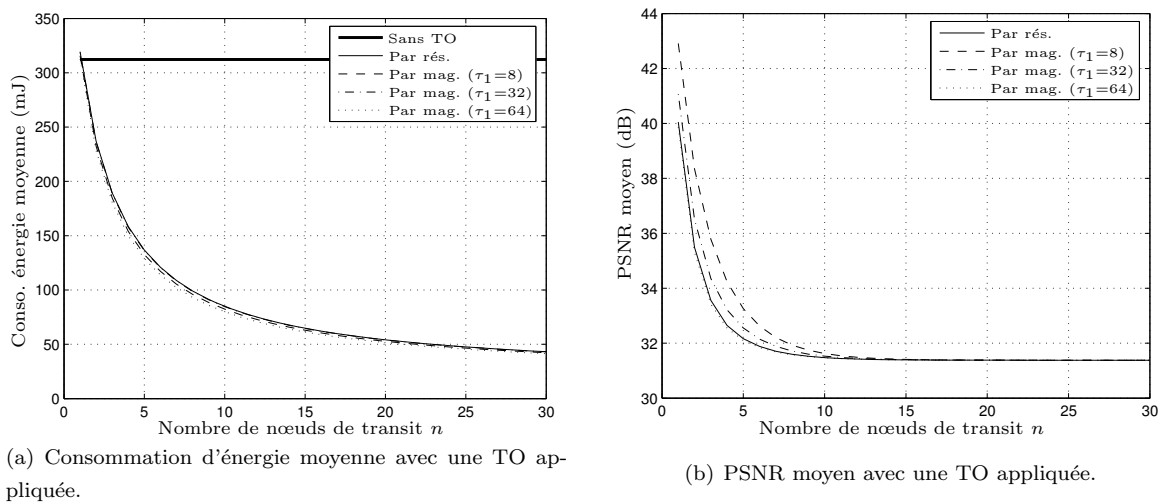 350
300
250
200
150
100
50
0
0 5 10 15 20 25 30
Conso. énergie moyenne (mJ)
Nombre de nœuds de transit n
Sans TO
Par rés.
Par mag. (τ1=8)
Par mag. (τ1=32)
Par mag. (τ1=64)
(a) Consommation d'énergie moyenne avec une TO ap-
pliquée.
44
42
40
38
36
34
32
30
0 5 10 15 20 25 30
PSNR moyen (dB)
Nombre de nœuds de transit n
Par rés.
Par mag. (τ1=8)
Par mag. (τ1=32)
Par mag. (τ1=64)
(b) PSNR moyen avec une TO appliquée.